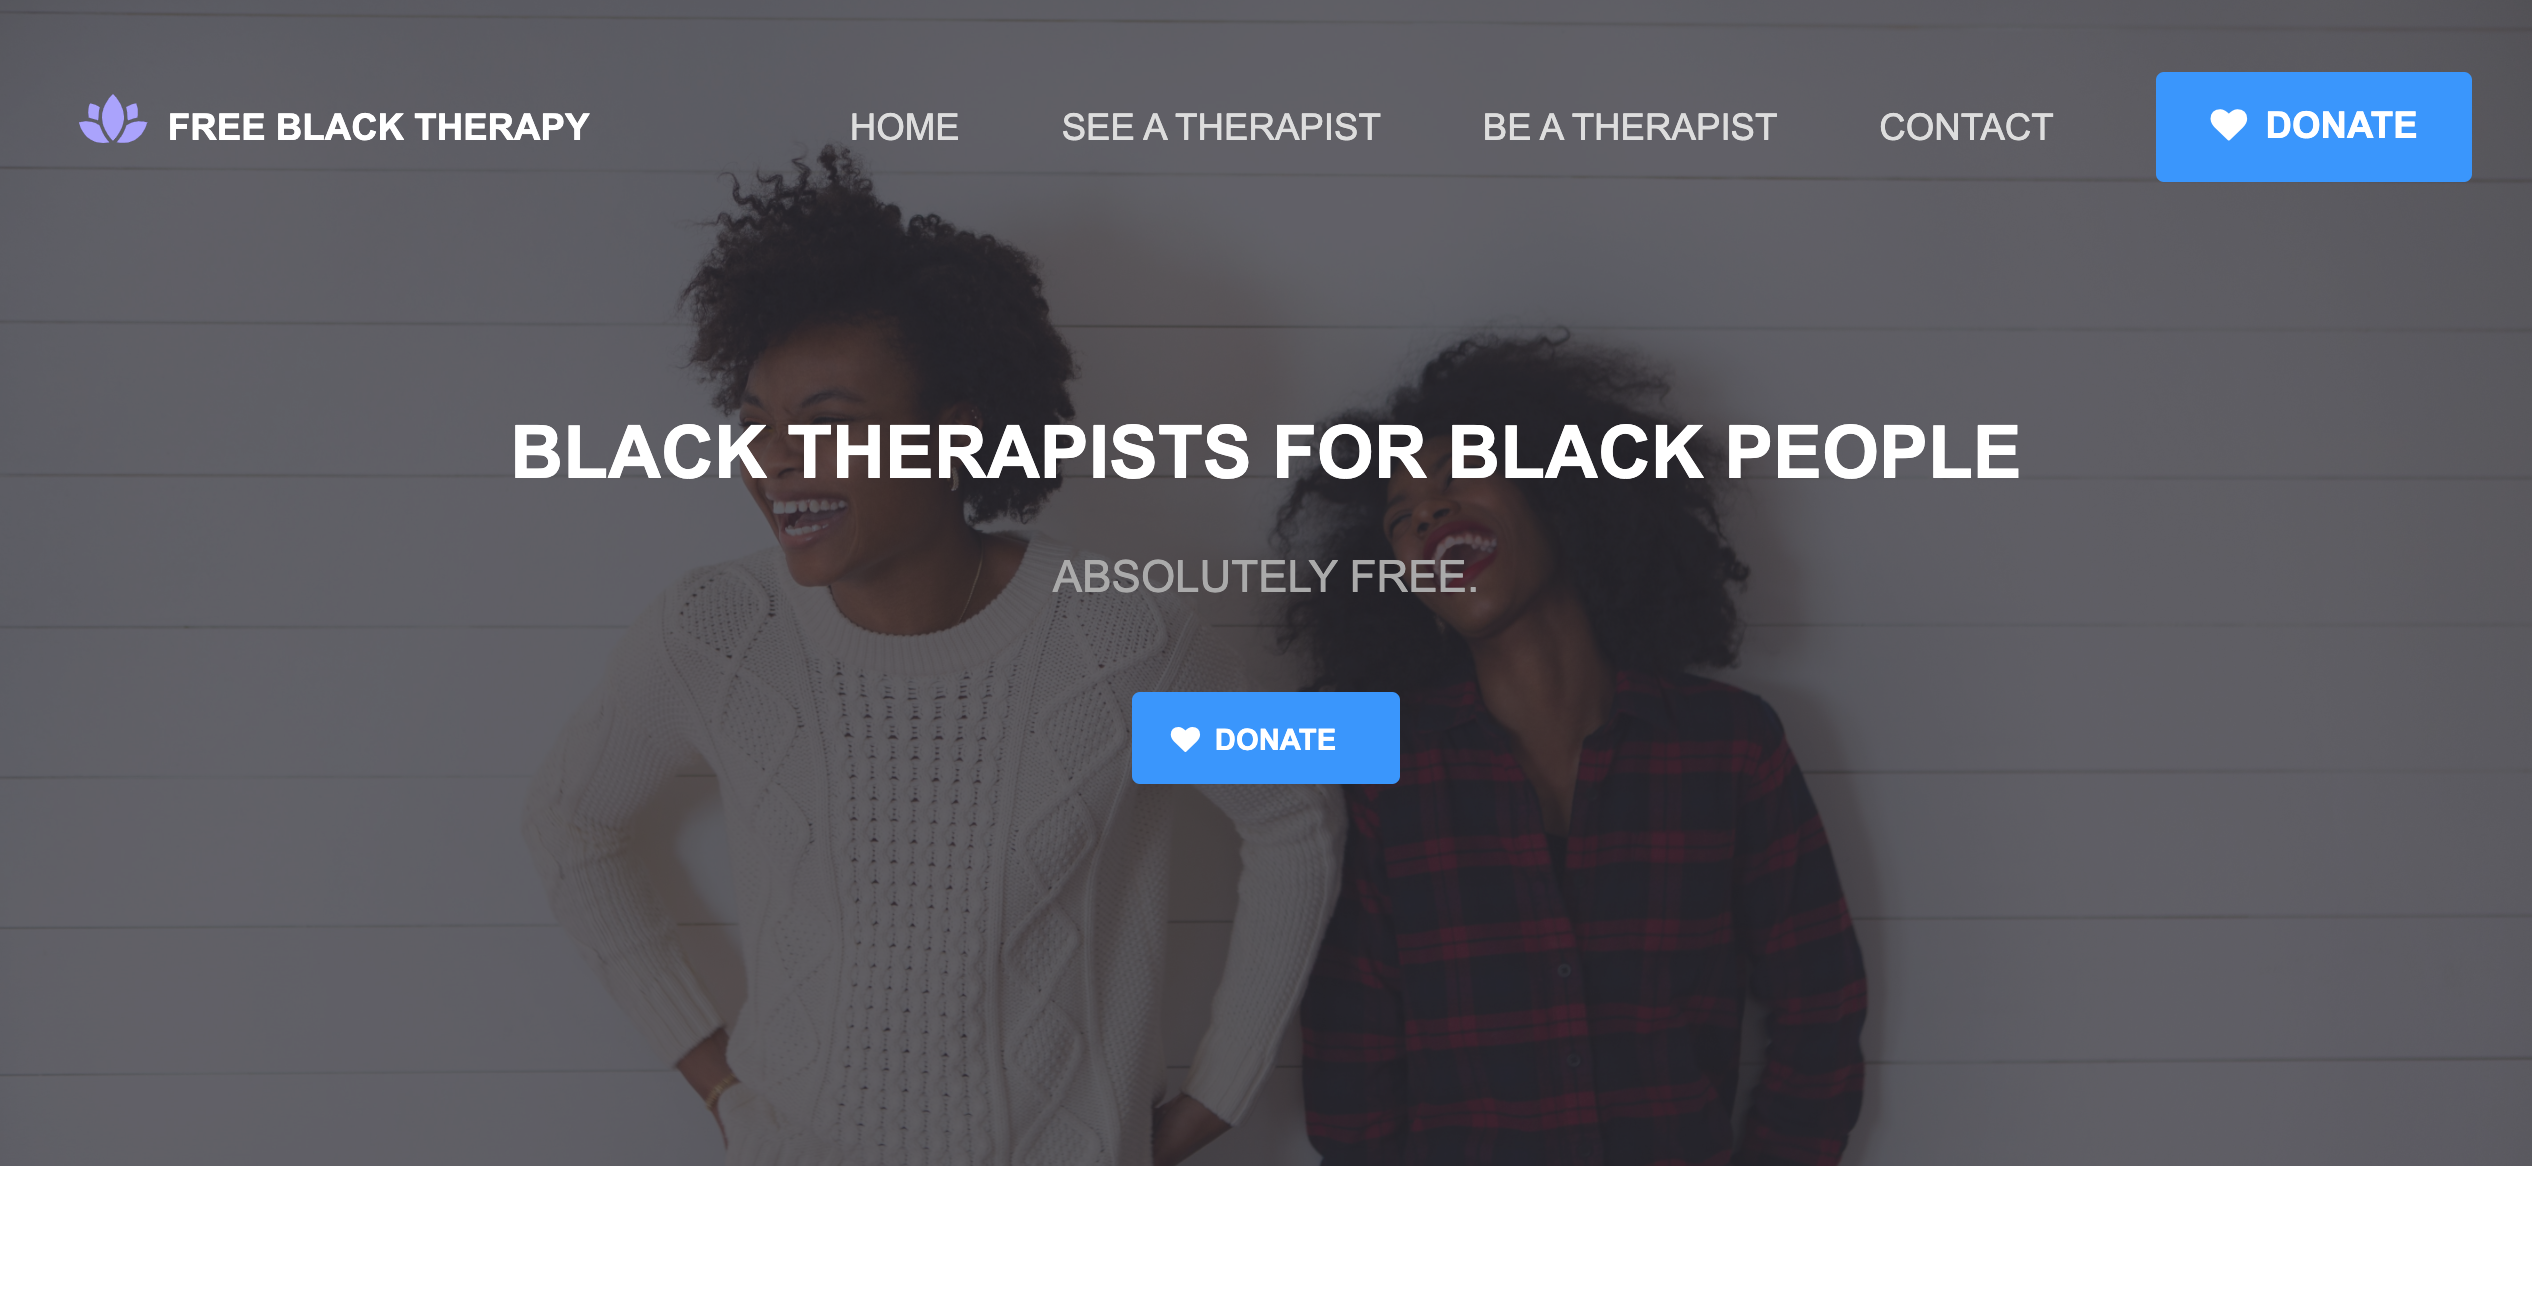 FREE BLACK THERAPY
HOME
SEE A THERAPIST
BE A THERAPIST
CONTACT
DONATE
BLACK THERAPISTS FOR BLACK PEOPLE
ABSOLUTELY FREE.
DONATE